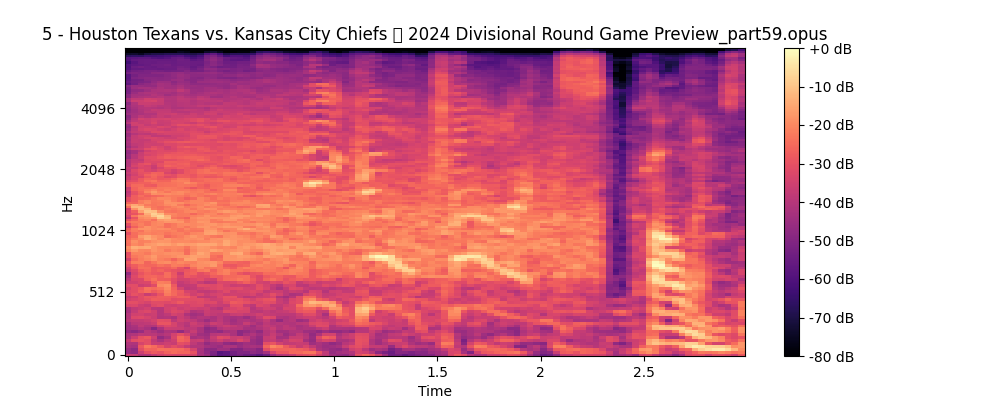 5 - Houston Texans vs. Kansas City Chiefs ▯ 2024 Divisional Round Game Preview_part59.opus
+0 dB
-10 dB
-20 dB
-30 dB
-40 dB
-50 dB
-60 dB
-70 dB
-80 dB
4096
2048
1024
512
0
Hz
0
0.5
1
1.5
2
2.5
Time